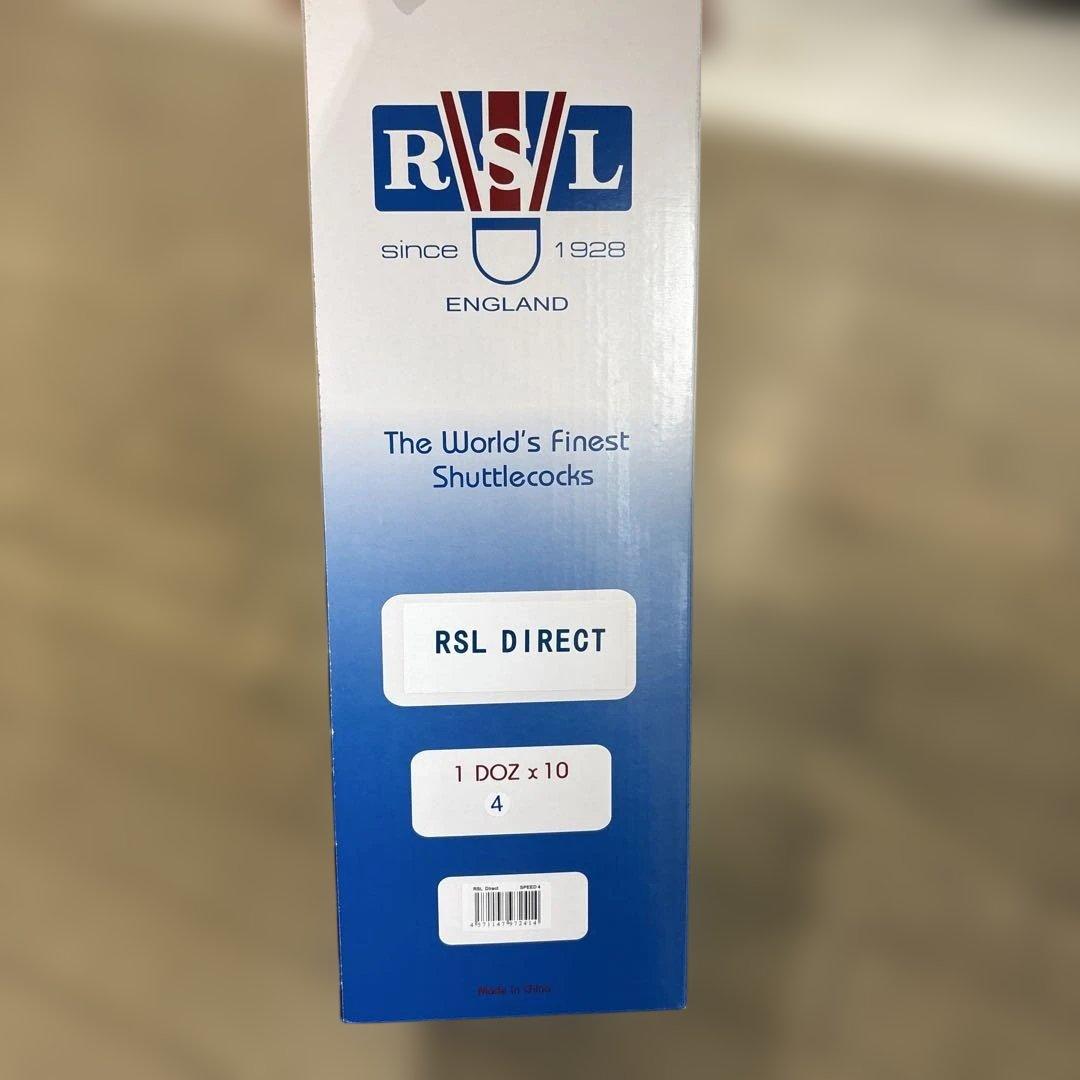 RSL
since 1928
ENGLAND
The World's Finest
Shuttlecocks
RSL DIRECT
1 DOZ x 10
4
RSL Direct SPEED 4
4571147972414
Made in China